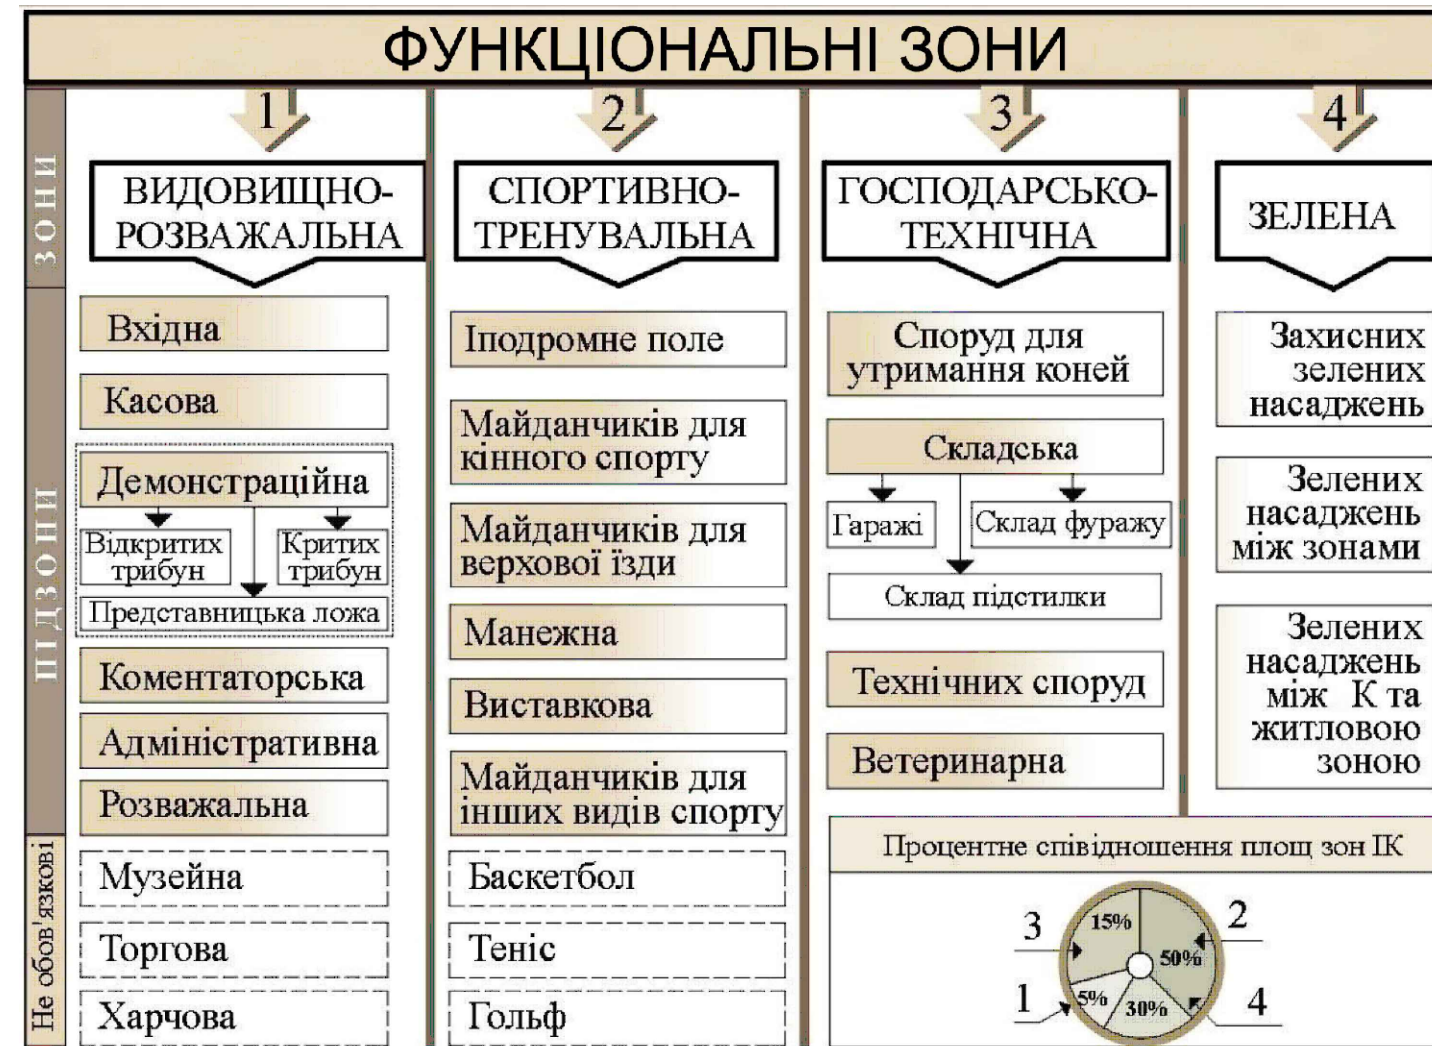 ФУНКЦІОНАЛЬНІ ЗОНИ
ЗОНИ
1
ВИДОВИЩНО-
РОЗВАЖАЛЬНА
2
СПОРТИВНО-
ТРЕНУВАЛЬНА
3
ГОСПОДАРСЬКО-
ТЕХНІЧНА
4
ЗЕЛЕНА
ПІДЗОНИ
Вхідна
Касова
Демонстраційна
Відкритих
трибун
Критих
трибун
Представницька ложа
Коментаторська
Адміністративна
Розважальна
Іподромне поле
Майданчиків для
кінного спорту
Майданчиків для
верхової їзди
Манежна
Виставкова
Майданчиків для
інших видів спорту
Споруд для
утримання коней
Складська
Гаражі
Склад фуражу
Склад підстилки
Технічних споруд
Ветеринарна
Захисних
зелених
насаджень
Зелених
насаджень
між зонами
Зелених
насаджень
між К та
житловою
зоною
Не обов'язкові
Музейна
Торгова
Харчова
Баскетбол
Теніс
Гольф
Процентне співідношення площ зон ІК
3
15%
2
50%
1
5%
30%
4